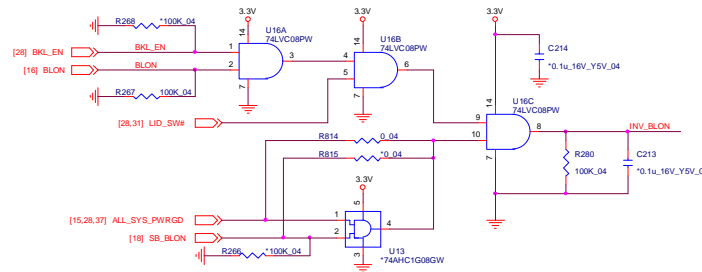 3.3V 3.3V 3.3V
R268 *100K_04 U16A U16B
74LVC08PW 74LVC08PW
14 14 C214
[28] BKL_EN BKL_EN 1 *0.1u_16V_Y5V_04
3 4
[16] BLON BLON 2 6
5 14
7 7 U16C
R267 *100K_04 74LVC08PW
[28,31] LID_SW# 9
8 INV_BLON
R814 0_04 10
R815 *0_04 7 R280 C213
100K_04
3.3V
5
[15,28,37] ALL_SYS_PWRGD 1
4
[18] SB_BLON 2
R266 *100K_04 3 U13
*74AHC1G08GW